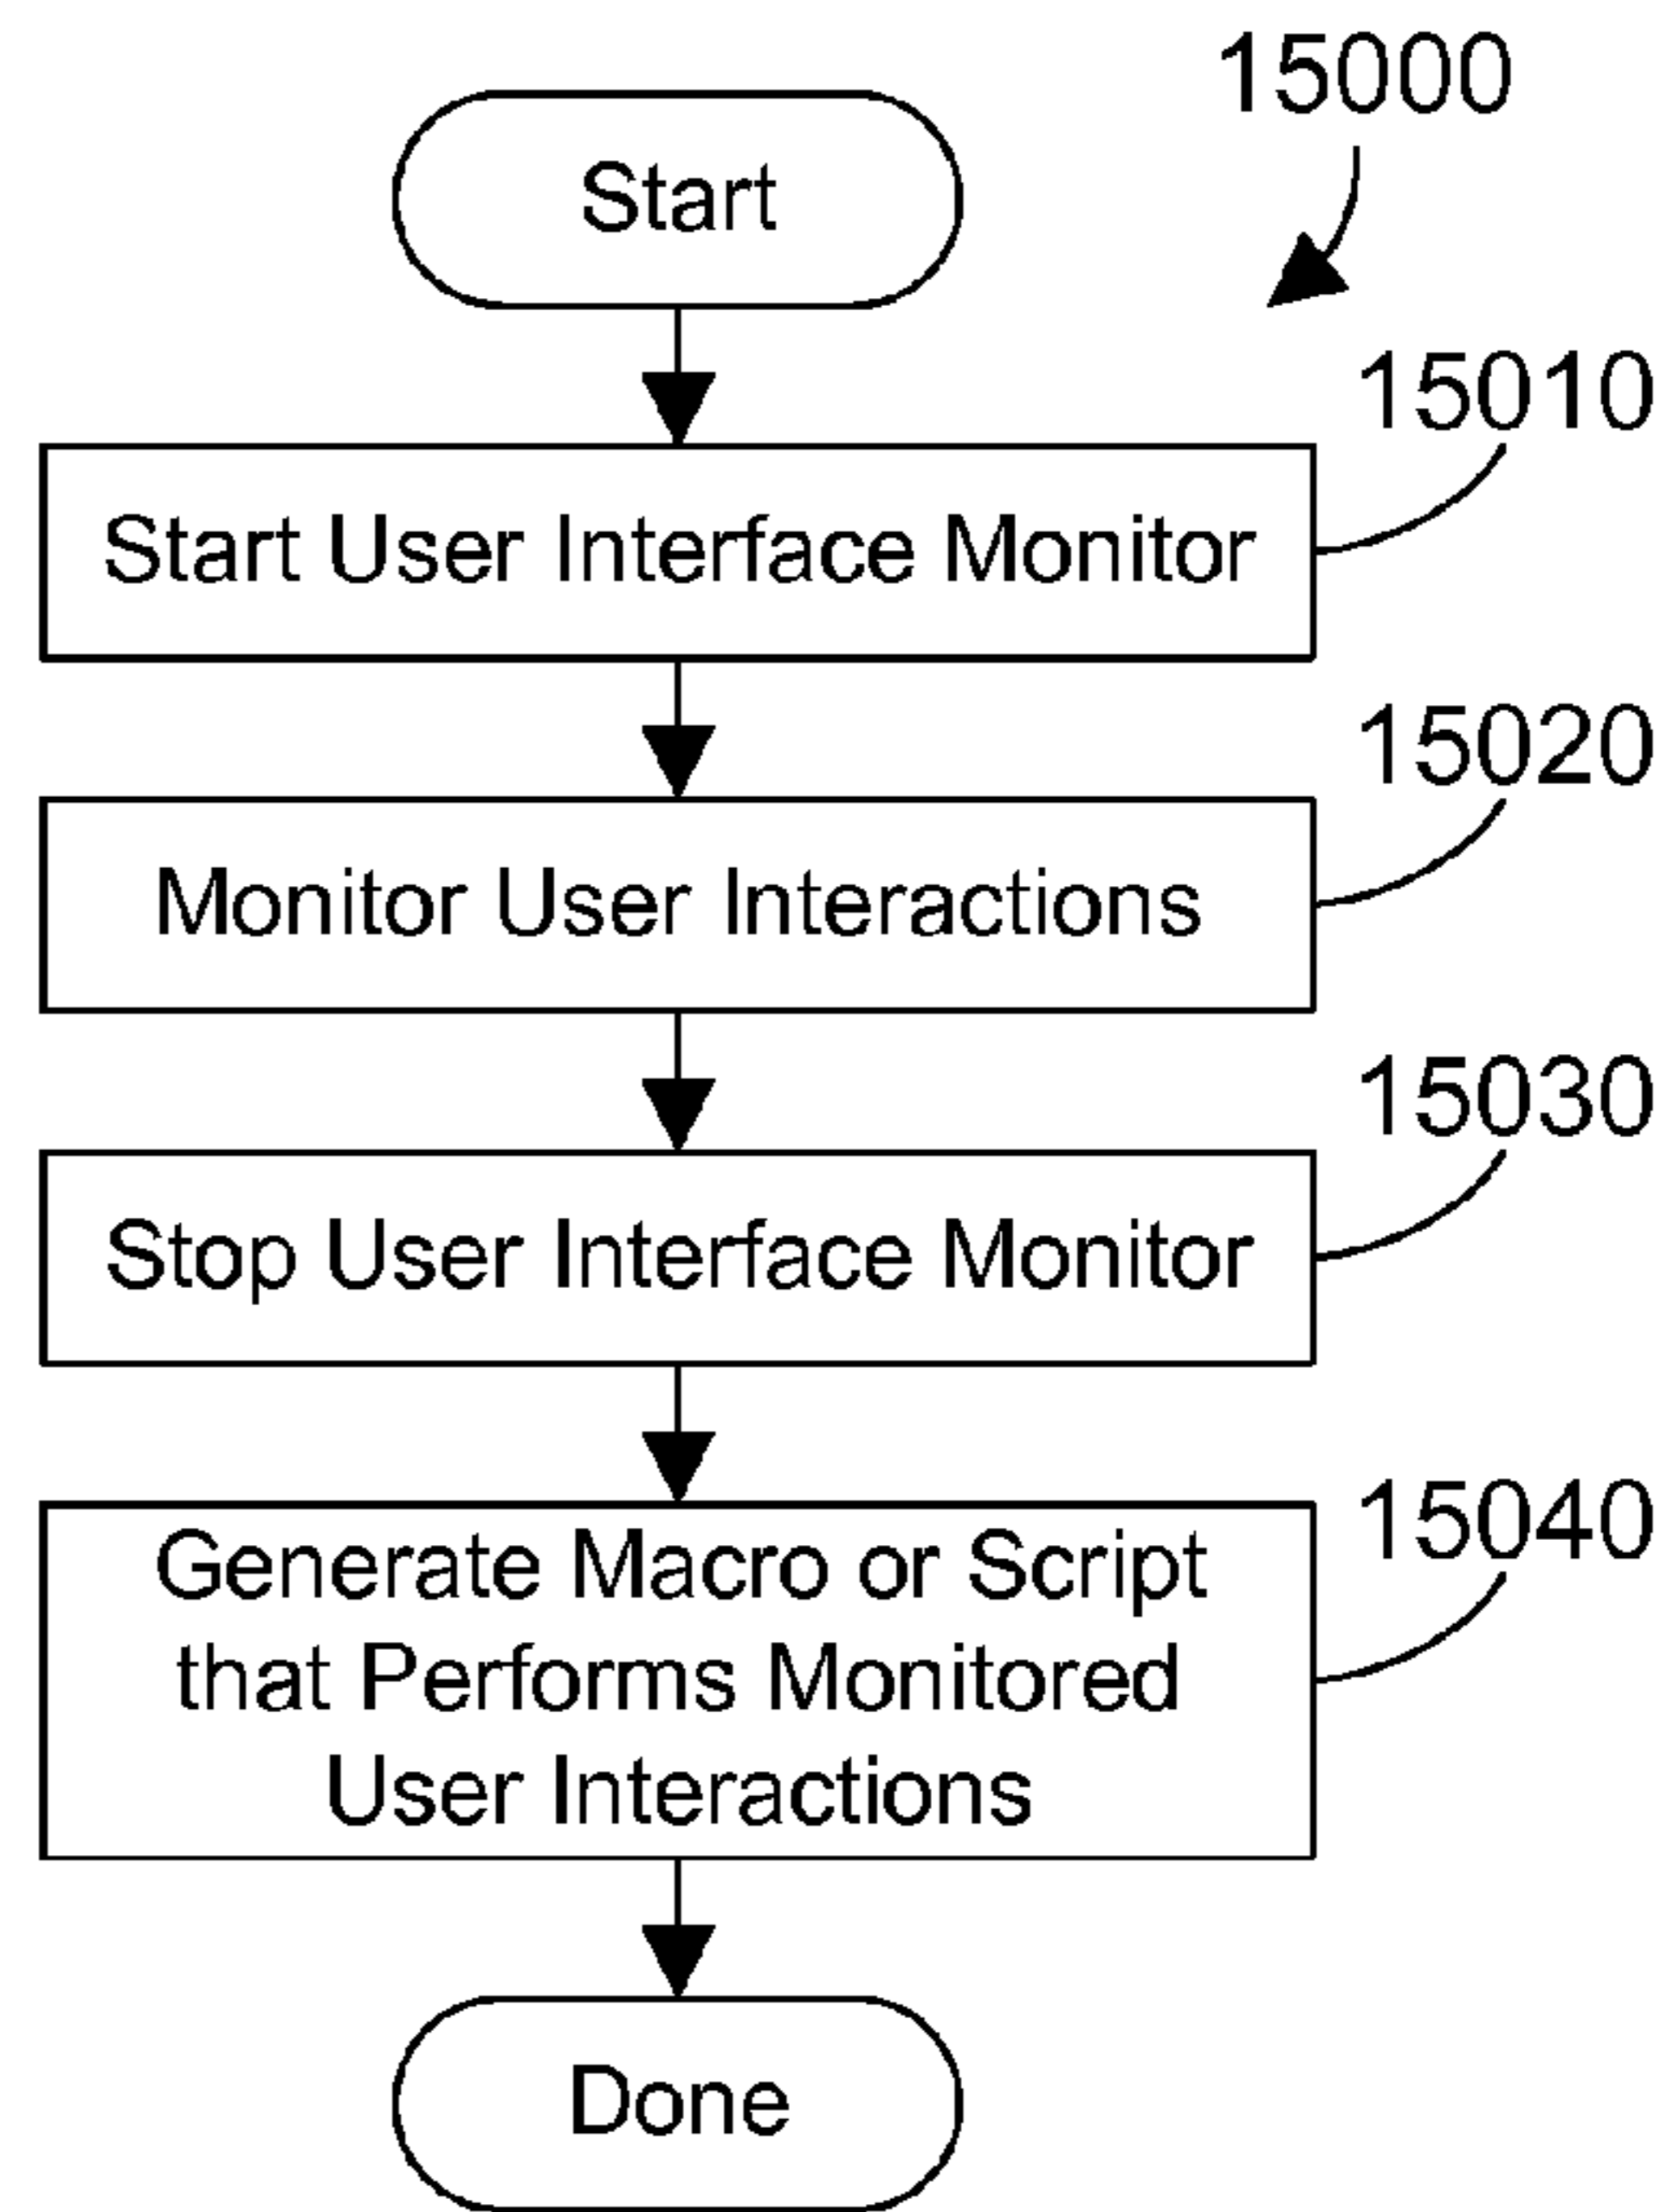 15000
Start
15010
Start User Interface Monitor
15020
Monitor User Interactions
15030
Stop User Interface Monitor
15040
Generate Macro or Script
that Performs Monitored
User Interactions
Done